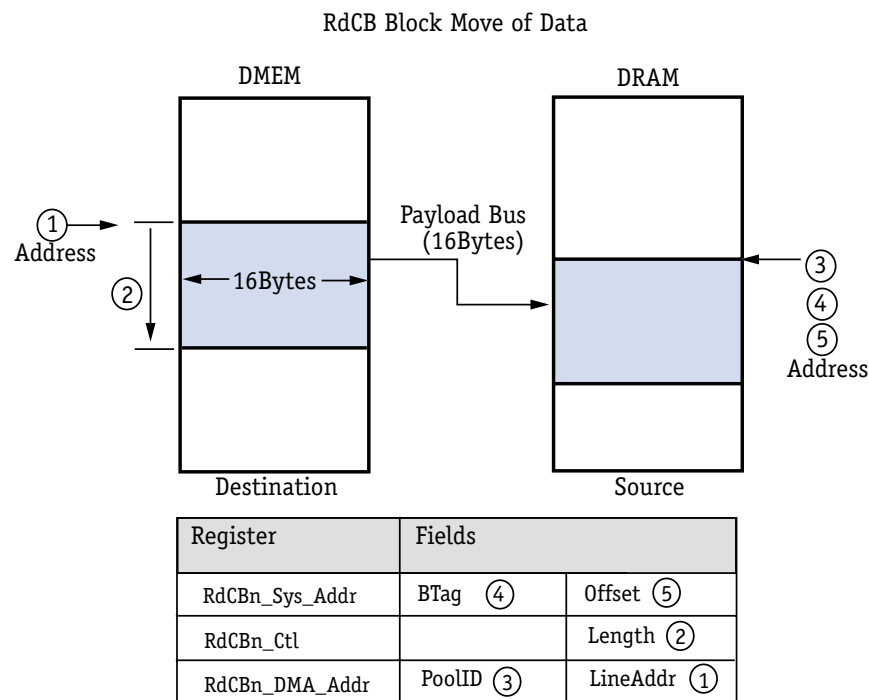 RdCB Block Move of Data
DMEM
DRAM
1
Address
2
16Bytes
Payload Bus
(16Bytes)
3
4
5
Address
Destination
Source
Register Fields
RdCBn_Sys_Addr BTag 4 Offset 5
RdCBn_Ctl Length 2
RdCBn_DMA_Addr PoolID 3 LineAddr 1